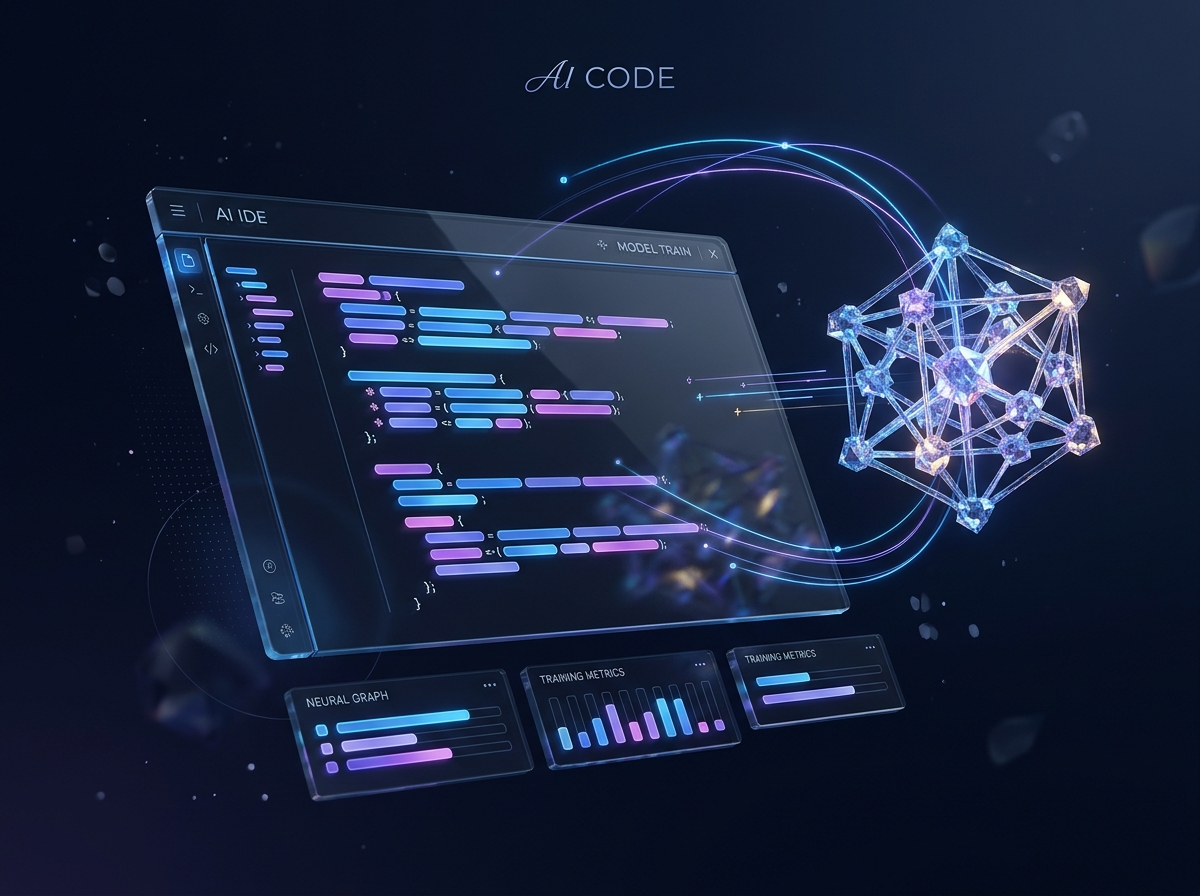 AI CODE
AI IDE
MODEL TRAIN
NEURAL GRAPH
TRAINING METRICS
TRAINING METRICS